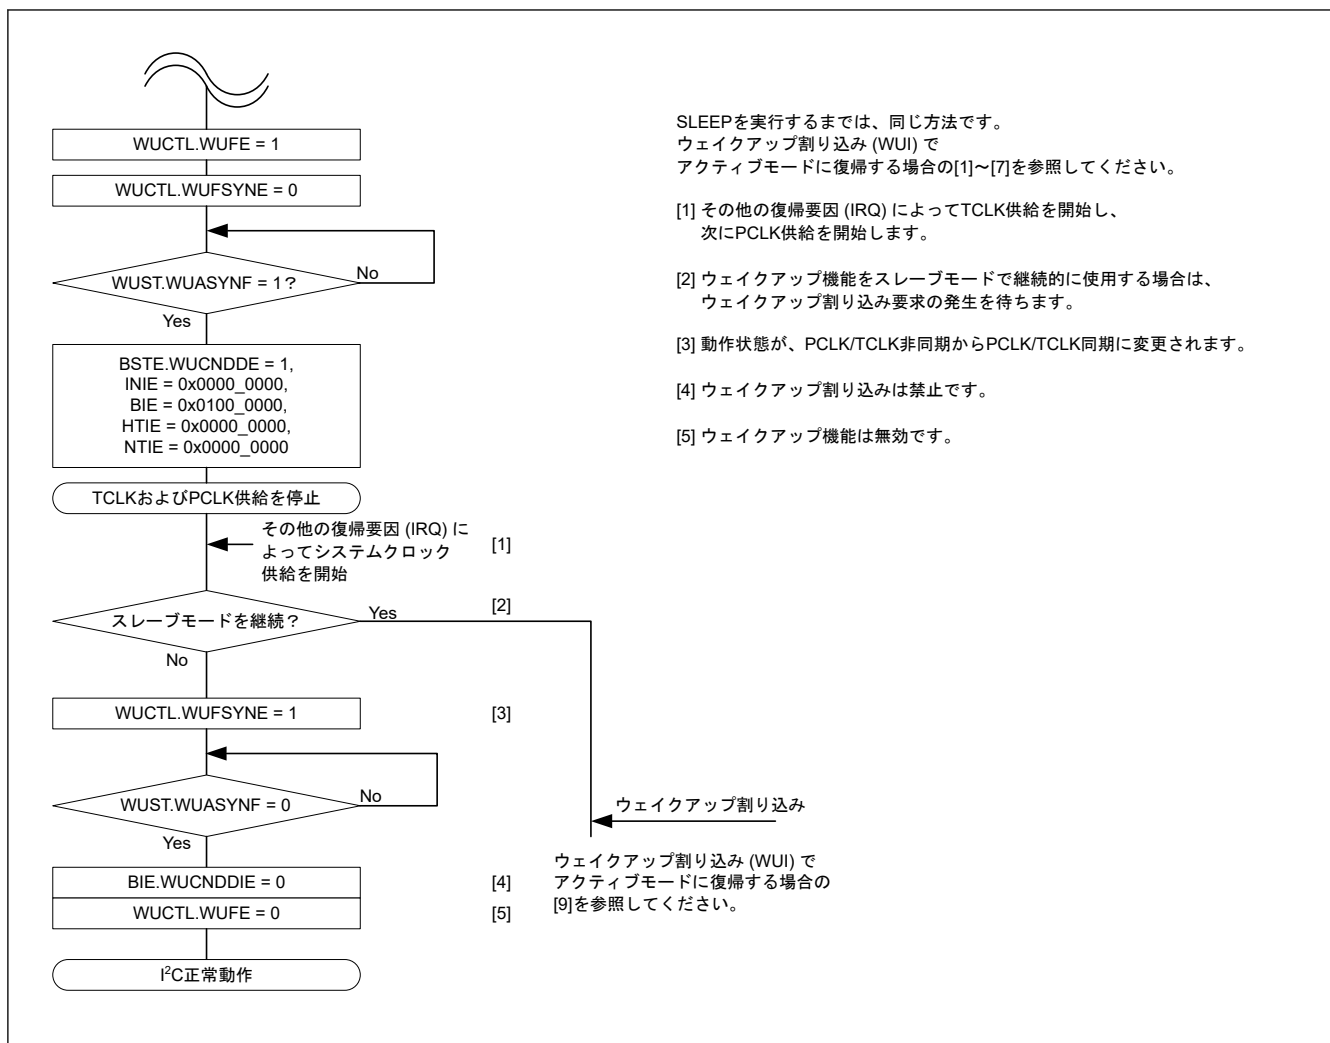 WUCTL.WUFE = 1
WUCTL.WUFSYNE = 0
WUST.WUASYNF = 1?
No
Yes
BSTE.WUCNDDE = 1,
INIE = 0x0000_0000,
BIE = 0x0100_0000,
HTIE = 0x0000_0000,
NTIE = 0x0000_0000
TCLKおよびPCLK供給を停止
その他の復帰要因 (IRQ) に
よってシステムクロック
供給を開始
[1]
スレーブモードを継続?
Yes
[2]
No
WUCTL.WUFSYNE = 1
[3]
WUST.WUASYNF = 0
No
Yes
BIE.WUCNDDIE = 0
[4]
WUCTL.WUFE = 0
[5]
I²C正常動作
ウェイクアップ割り込み
ウェイクアップ割り込み (WUI) で
アクティブモードに復帰する場合の
[9]を参照してください。
SLEEPを実行するまでは、同じ方法です。
ウェイクアップ割り込み (WUI) で
アクティブモードに復帰する場合の[1]～[7]を参照してください。
[1] その他の復帰要因 (IRQ) によってTCLK供給を開始し、
次にPCLK供給を開始します。
[2] ウェイクアップ機能をスレーブモードで継続的に使用する場合は、
ウェイクアップ割り込み要求の発生を待ちます。
[3] 動作状態が、PCLK/TCLK非同期からPCLK/TCLK同期に変更されます。
[4] ウェイクアップ割り込みは禁止です。
[5] ウェイクアップ機能は無効です。